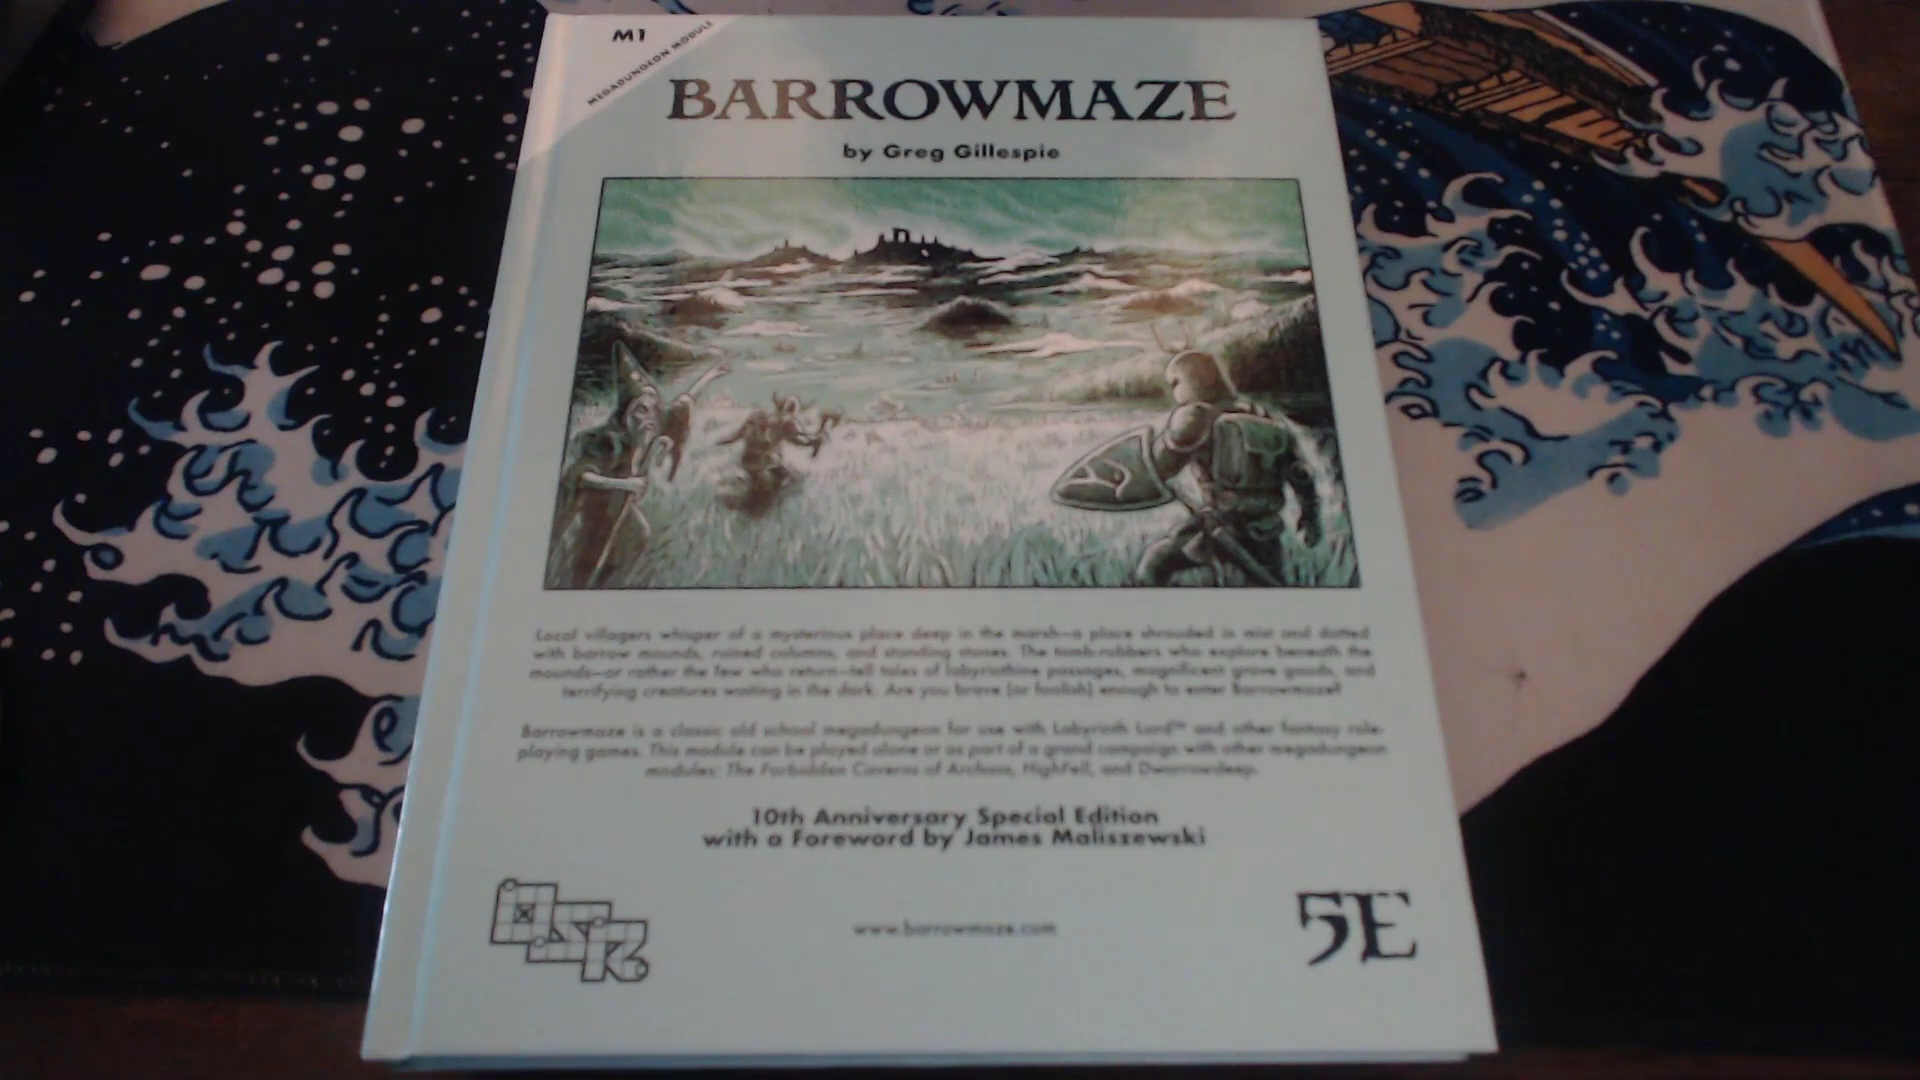 M1
MEGADUNGEON MODULE
BARROWMAZE
by Greg Gillespie
Local villagers whisper of a mysterious place deep in the marsh—a place shrouded in mist and dotted
with barrow mounds, ruined columns, and standing stones. The tomb-robbers who explore beneath the
mounds—or rather the few who return—tell tales of labyrinthine passages, magnificent grave goods, and
terrifying creatures waiting in the dark. Are you brave (or foolish) enough to enter Barrowmaze?
Barrowmaze is a classic old school megadungeon for use with Labyrinth Lord™ and other fantasy role-
playing games. This module can be played alone or as part of a grand campaign with other megadungeon
modules: The Forbidden Caverns of Archaia, HighFell, and Dwarrowdeep.
10th Anniversary Special Edition
with a Foreword by James Maliszewski
OSR
www.barrowmaze.com
5E